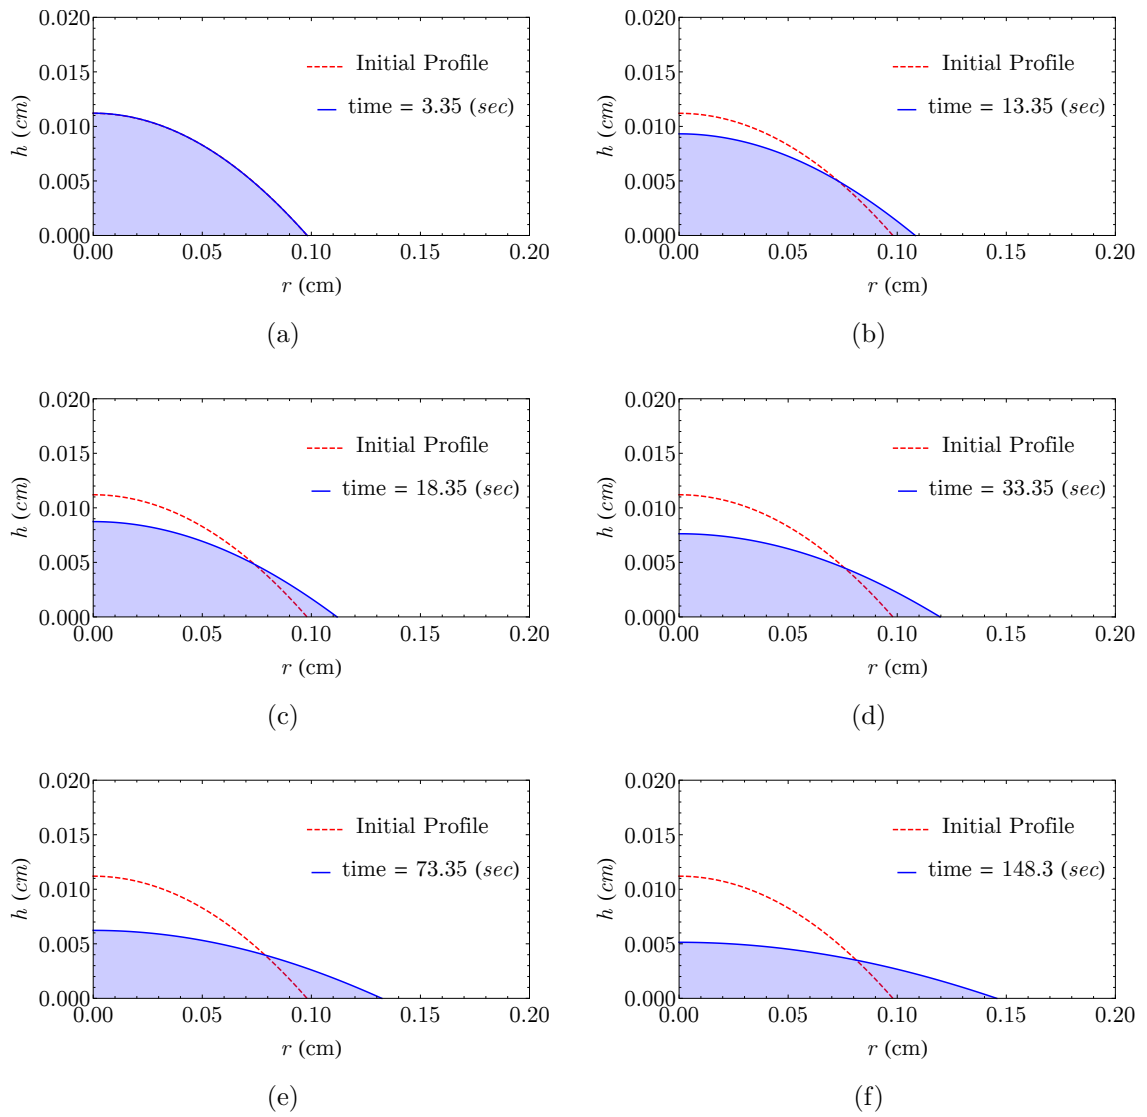 0.020
0.015
0.010
0.005
0.000
h (cm)
Initial Profile
time = 3.35 (sec)
0.00 0.05 0.10 0.15 0.20
r (cm)
(a)
0.020
0.015
0.010
0.005
0.000
h (cm)
Initial Profile
time = 13.35 (sec)
0.00 0.05 0.10 0.15 0.20
r (cm)
(b)
0.020
0.015
0.010
0.005
0.000
h (cm)
Initial Profile
time = 18.35 (sec)
0.00 0.05 0.10 0.15 0.20
r (cm)
(c)
0.020
0.015
0.010
0.005
0.000
h (cm)
Initial Profile
time = 33.35 (sec)
0.00 0.05 0.10 0.15 0.20
r (cm)
(d)
0.020
0.015
0.010
0.005
0.000
h (cm)
Initial Profile
time = 73.35 (sec)
0.00 0.05 0.10 0.15 0.20
r (cm)
(e)
0.020
0.015
0.010
0.005
0.000
h (cm)
Initial Profile
time = 148.3 (sec)
0.00 0.05 0.10 0.15 0.20
r (cm)
(f)